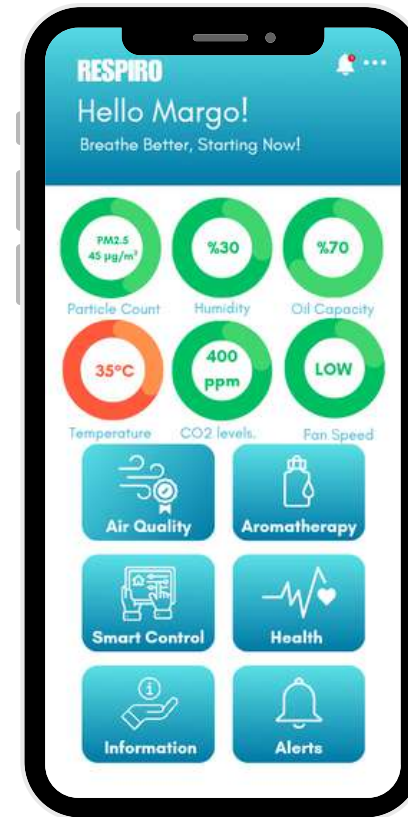 RESPIRO
Hello Margo!
Breathe Better, Starting Now!
PM2.5
45 µg/m³
%30
%70
Particle Count
Humidity
Oil Capacity
35°C
400
ppm
LOW
Temperature
CO2 levels.
Fan Speed
Air Quality
Aromatherapy
Smart Control
Health
Information
Alerts